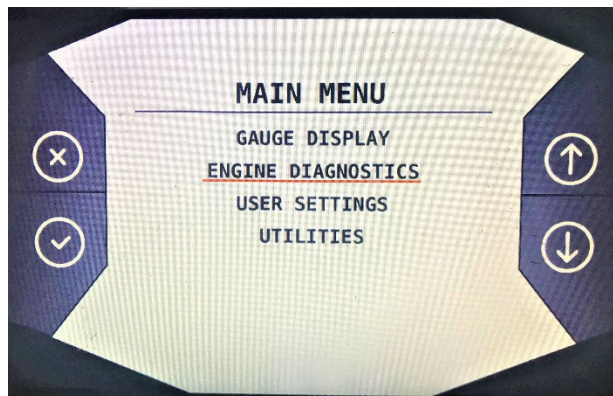 MAIN MENU
GAUGE DISPLAY
ENGINE DIAGNOSTICS
USER SETTINGS
UTILITIES